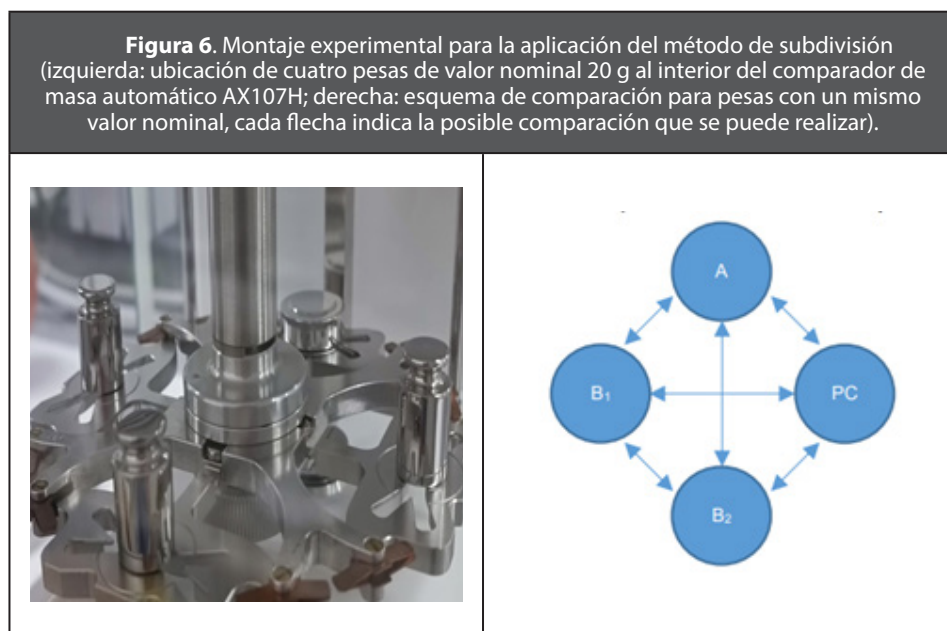 Figura 6. Montaje experimental para la aplicación del método de subdivisión
(izquierda: ubicación de cuatro pesas de valor nominal 20 g al interior del comparador de
masa automático AX107H; derecha: esquema de comparación para pesas con un mismo
valor nominal, cada flecha indica la posible comparación que se puede realizar).
A
B₁
PC
B₂